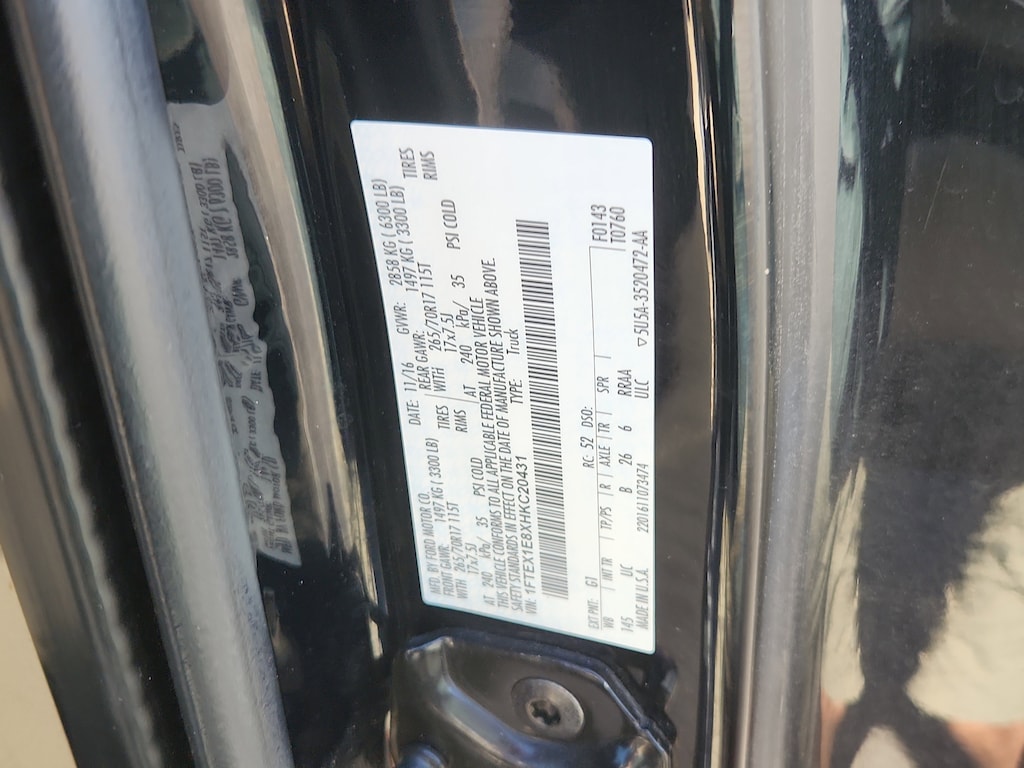 MFD. BY FORD MOTOR CO. DATE: 11/16 GVWR: 2858 KG ( 6300 LB)
FRONT GAWR: 1497 KG ( 3300 LB) REAR GAWR: 1497 KG ( 3300 LB)
WITH 265/70R17 115T TIRES WITH 265/70R17 115T TIRES
17x7.5J RIMS 17x7.5J RIMS
AT 240 kPa/ 35 PSI COLD AT 240 kPa/ 35 PSI COLD
THIS VEHICLE CONFORMS TO ALL APPLICABLE FEDERAL MOTOR VEHICLE
SAFETY STANDARDS IN EFFECT ON THE DATE OF MANUFACTURE SHOWN ABOVE.
VIN: 1FTEX1E8XHKC20431 TYPE: Truck
F0143
T0760
EXT PNT: G1 RC: 52 DSO:
WB | INT TR | TP/PS | R | AXLE | TR | SPR |
145 UC B 26 6 RRAA
MADE IN U.S.A. 2201611073474 ULC
▽5U5A-3520472-AA